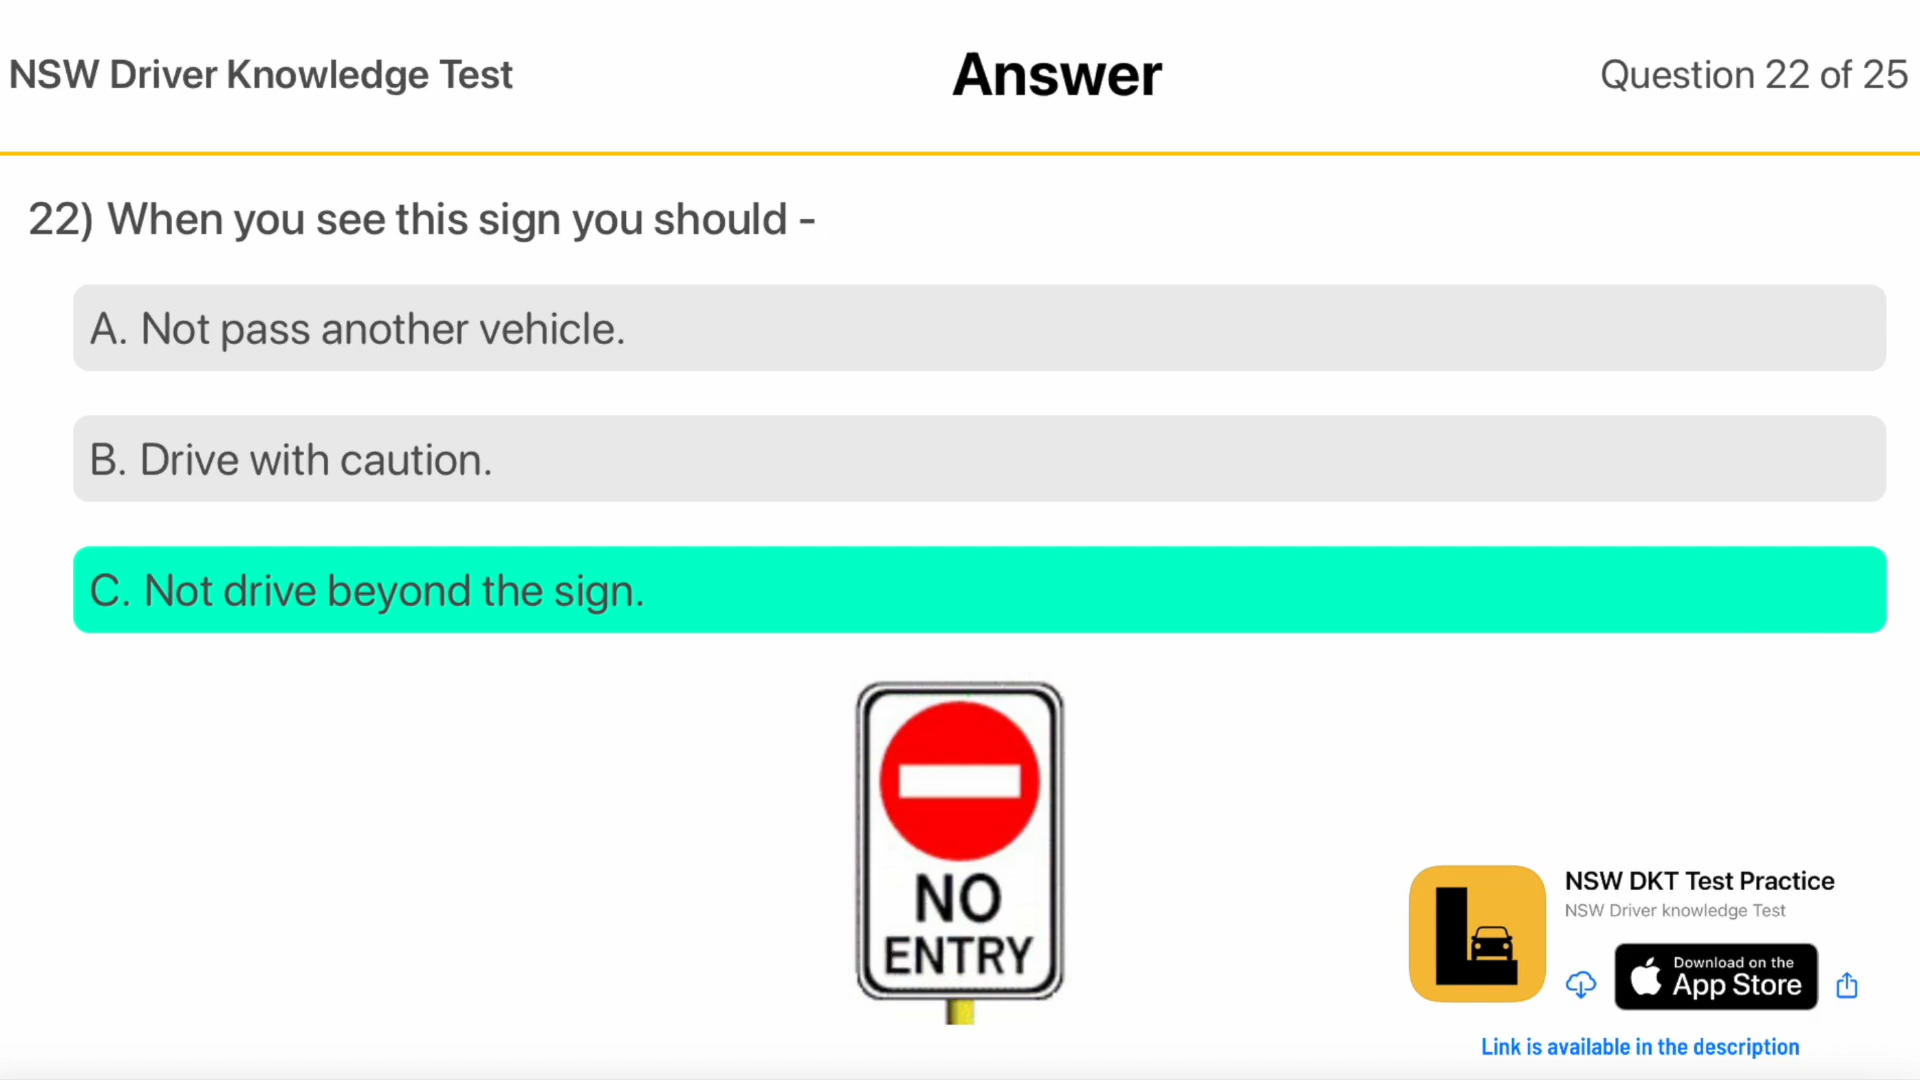 NSW Driver Knowledge Test
Answer
Question 22 of 25
22) When you see this sign you should -
A. Not pass another vehicle.
B. Drive with caution.
C. Not drive beyond the sign.
NO
ENTRY
NSW DKT Test Practice
NSW Driver knowledge Test
Download on the
App Store
Link is available in the description